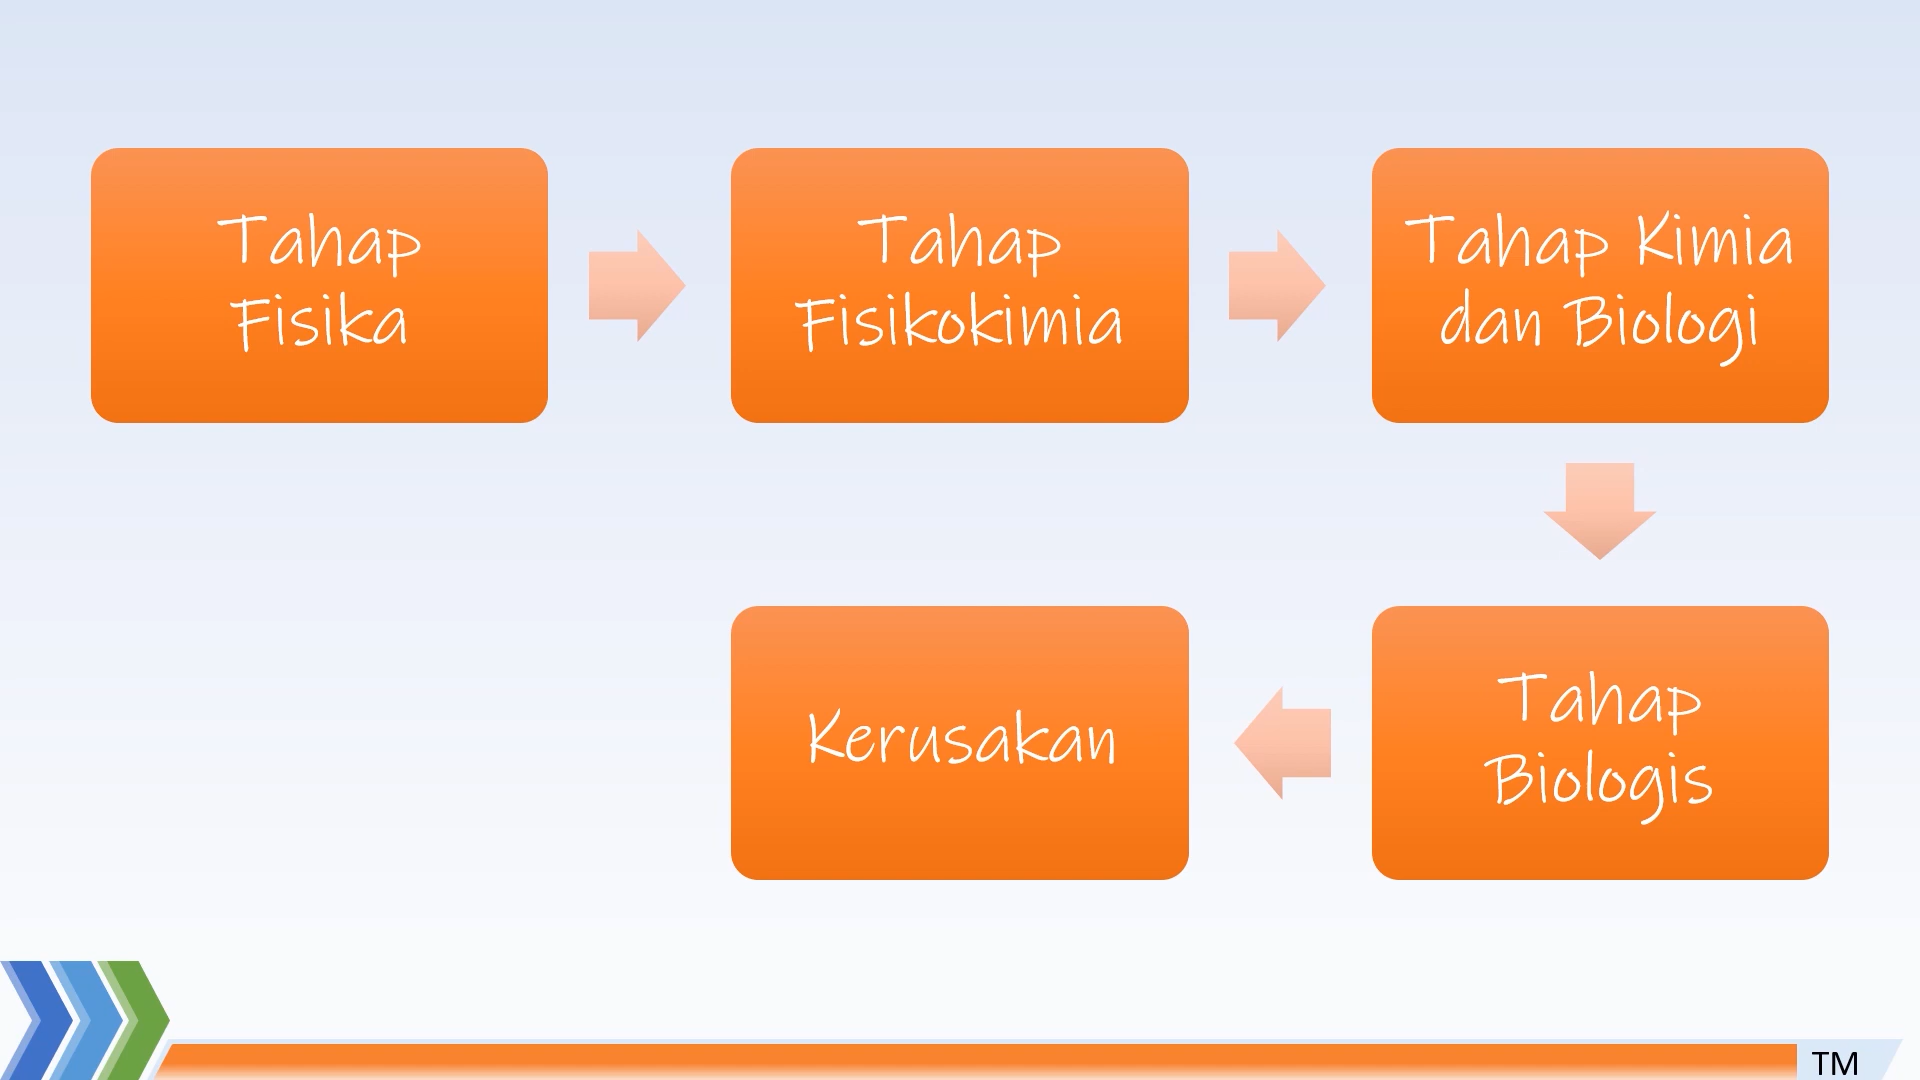 Tahap
Fisika
Tahap
Fisikokimia
Tahap Kimia
dan Biologi
Tahap
Biologis
Kerusakan
TM